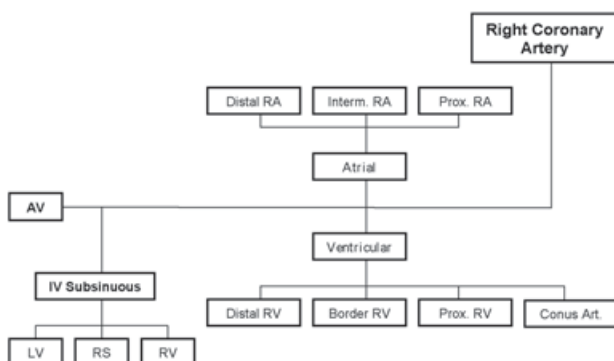 Right Coronary
Artery
Distal RA
Interm. RA
Prox. RA
Atrial
AV
Ventricular
IV Subsinuous
Distal RV
Border RV
Prox. RV
Conus Art.
LV
RS
RV